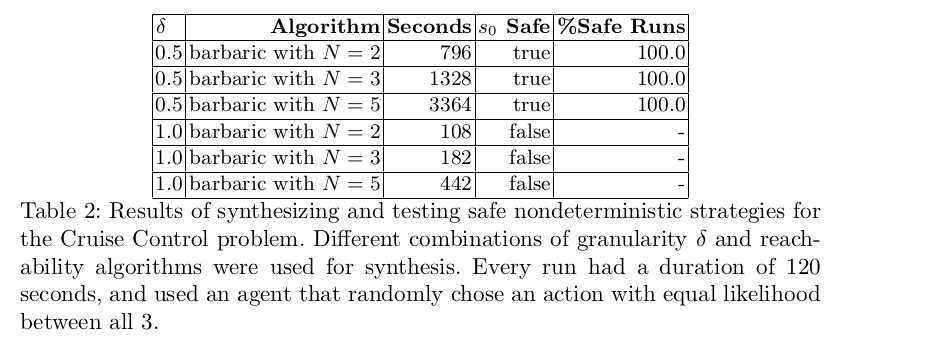 δ Algorithm Seconds s₀ Safe %Safe Runs
0.5 barbaric with N = 2 796 true 100.0
0.5 barbaric with N = 3 1328 true 100.0
0.5 barbaric with N = 5 3364 true 100.0
1.0 barbaric with N = 2 108 false -
1.0 barbaric with N = 3 182 false -
1.0 barbaric with N = 5 442 false -
Table 2: Results of synthesizing and testing safe nondeterministic strategies for
the Cruise Control problem. Different combinations of granularity δ and reach-
ability algorithms were used for synthesis. Every run had a duration of 120
seconds, and used an agent that randomly chose an action with equal likelihood
between all 3.